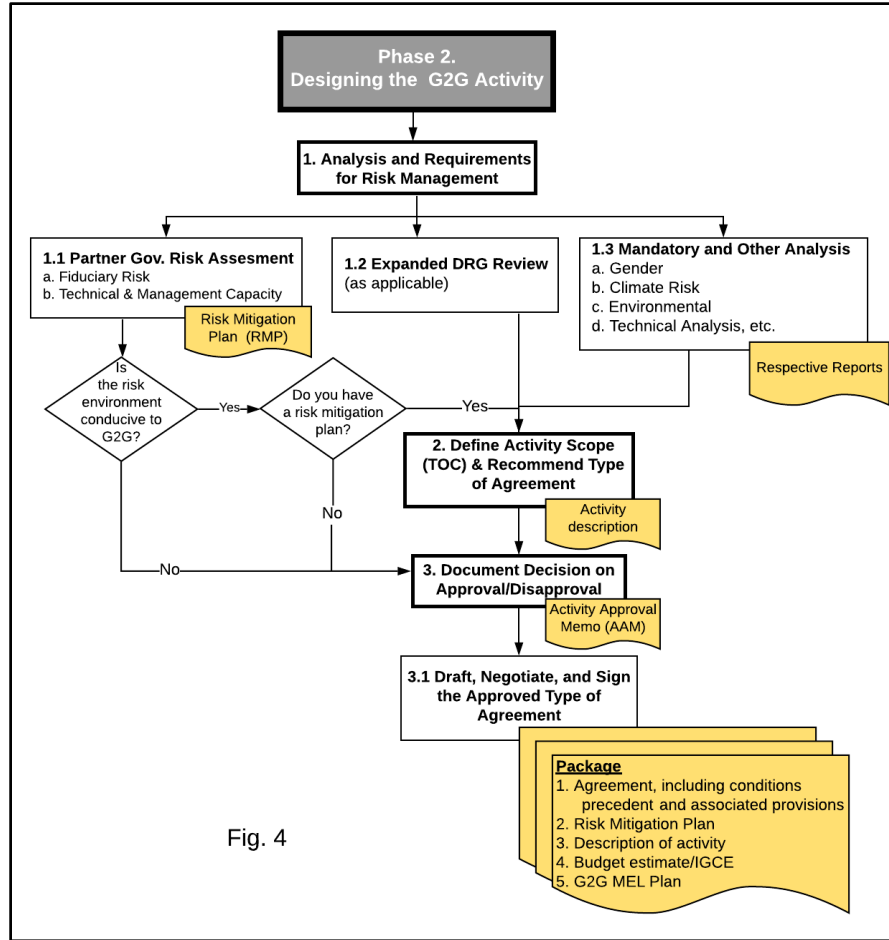 Phase 2.
Designing the G2G Activity
1. Analysis and Requirements
for Risk Management
1.1 Partner Gov. Risk Assesment
a. Fiduciary Risk
b. Technical & Management Capacity
Risk Mitigation
Plan (RMP)
1.2 Expanded DRG Review
(as applicable)
1.3 Mandatory and Other Analysis
a. Gender
b. Climate Risk
c. Environmental
d. Technical Analysis, etc.
Respective Reports
Is
the risk
environment
conducive to
G2G?
Yes
Do you have
a risk mitigation
plan?
Yes
2. Define Activity Scope
(TOC) & Recommend Type
of Agreement
Activity
description
No
No
3. Document Decision on
Approval/Disapproval
Activity Approval
Memo (AAM)
3.1 Draft, Negotiate, and Sign
the Approved Type of
Agreement
Package
1. Agreement, including conditions
precedent and associated provisions
2. Risk Mitigation Plan
3. Description of activity
4. Budget estimate/IGCE
5. G2G MEL Plan
Fig. 4